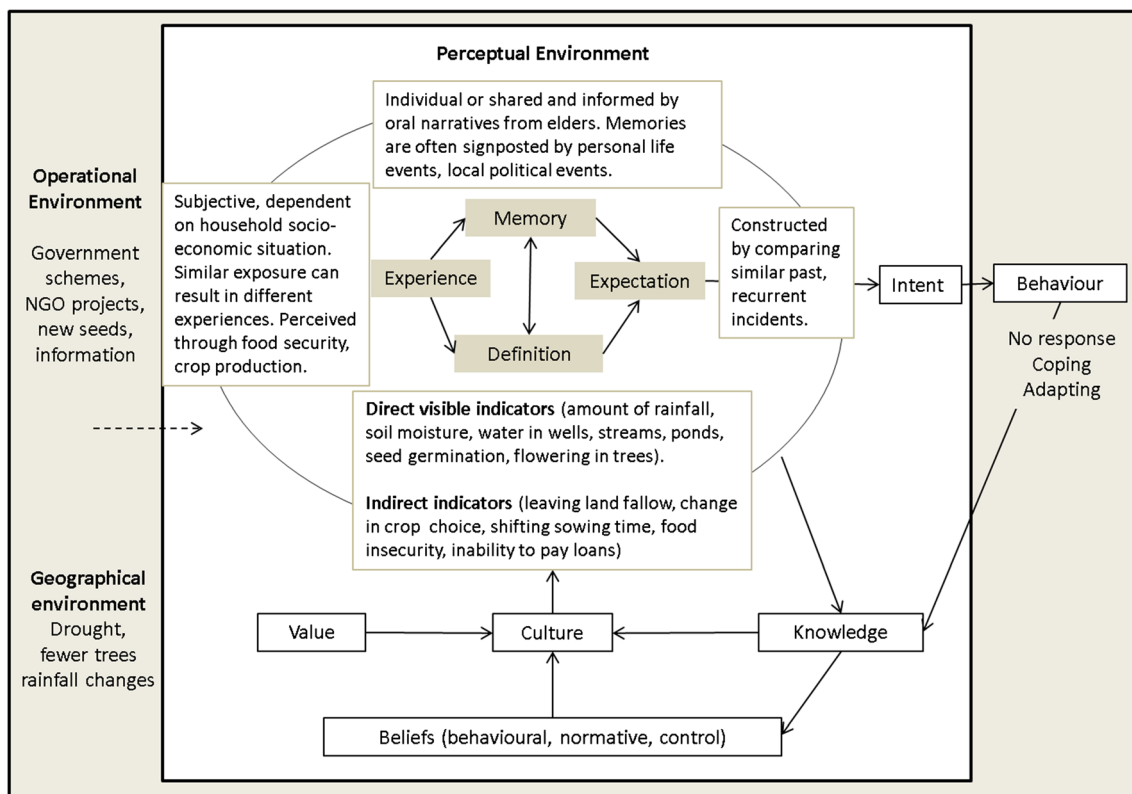 Perceptual Environment
Individual or shared and informed by
oral narratives from elders. Memories
are often signposted by personal life
events, local political events.
Operational
Environment
Government
schemes,
NGO projects,
new seeds,
information
Subjective, dependent
on household socio-
economic situation.
Similar exposure can
result in different
experiences. Perceived
through food security,
crop production.
Memory
Experience
Expectation
Definition
Constructed
by comparing
similar past,
recurrent
incidents.
Intent
Behaviour
No response
Coping
Adapting
Direct visible indicators (amount of rainfall,
soil moisture, water in wells, streams, ponds,
seed germination, flowering in trees).
Indirect indicators (leaving land fallow, change
in crop choice, shifting sowing time, food
insecurity, inability to pay loans)
Geographical
environment
Drought,
fewer trees
rainfall changes
Value
Culture
Knowledge
Beliefs (behavioural, normative, control)